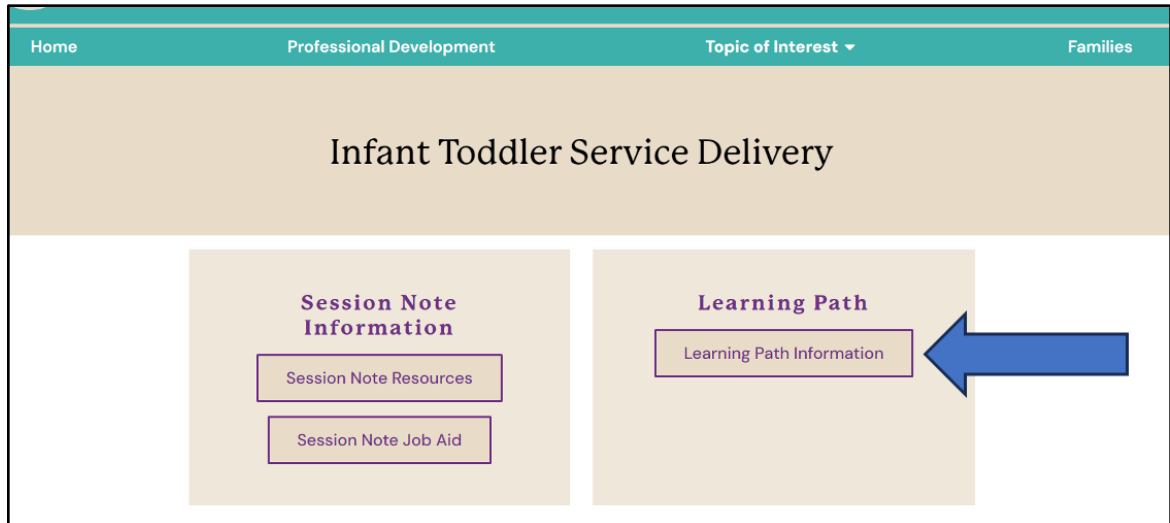 Home Professional Development Topic of Interest Families
Infant Toddler Service Delivery
Session Note
Information
Session Note Resources
Session Note Job Aid
Learning Path
Learning Path Information